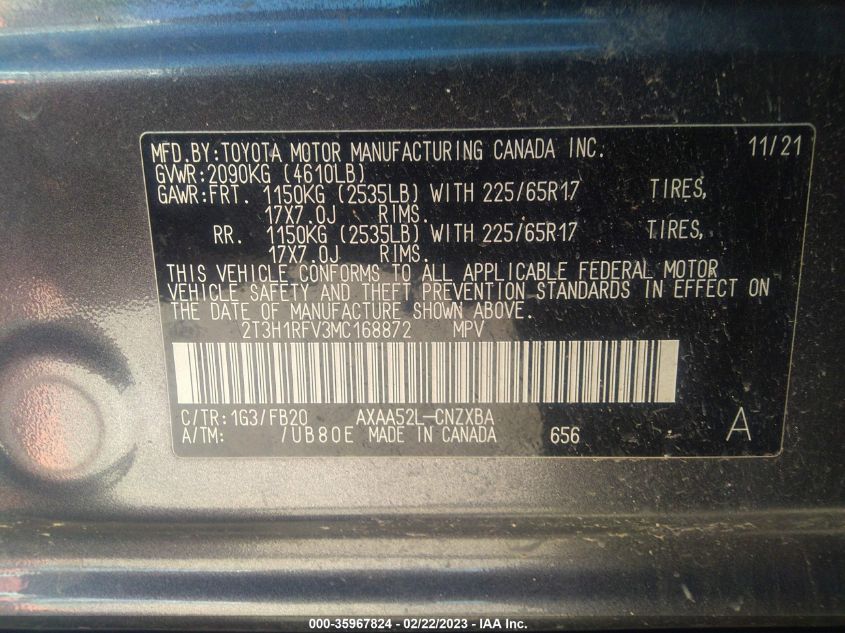 MFD.BY:TOYOTA MOTOR MANUFACTURING CANADA INC. 11/21
GVWR:2090KG (4610LB)
GAWR:FRT. 1150KG (2535LB) WITH 225/65R17 TIRES,
17X7.0J RIMS.
RR. 1150KG (2535LB) WITH 225/65R17 TIRES,
17X7.0J RIMS.
THIS VEHICLE CONFORMS TO ALL APPLICABLE FEDERAL MOTOR
VEHICLE SAFETY AND THEFT PREVENTION STANDARDS IN EFFECT ON
THE DATE OF MANUFACTURE SHOWN ABOVE.
2T3H1RFV3MC168872 MPV
C/TR:1G3/FB20 AXAA52L-CNZXBA
A/TM: /UB80E MADE IN CANADA 656 A
000-35967824 - 02/22/2023 - IAA Inc.